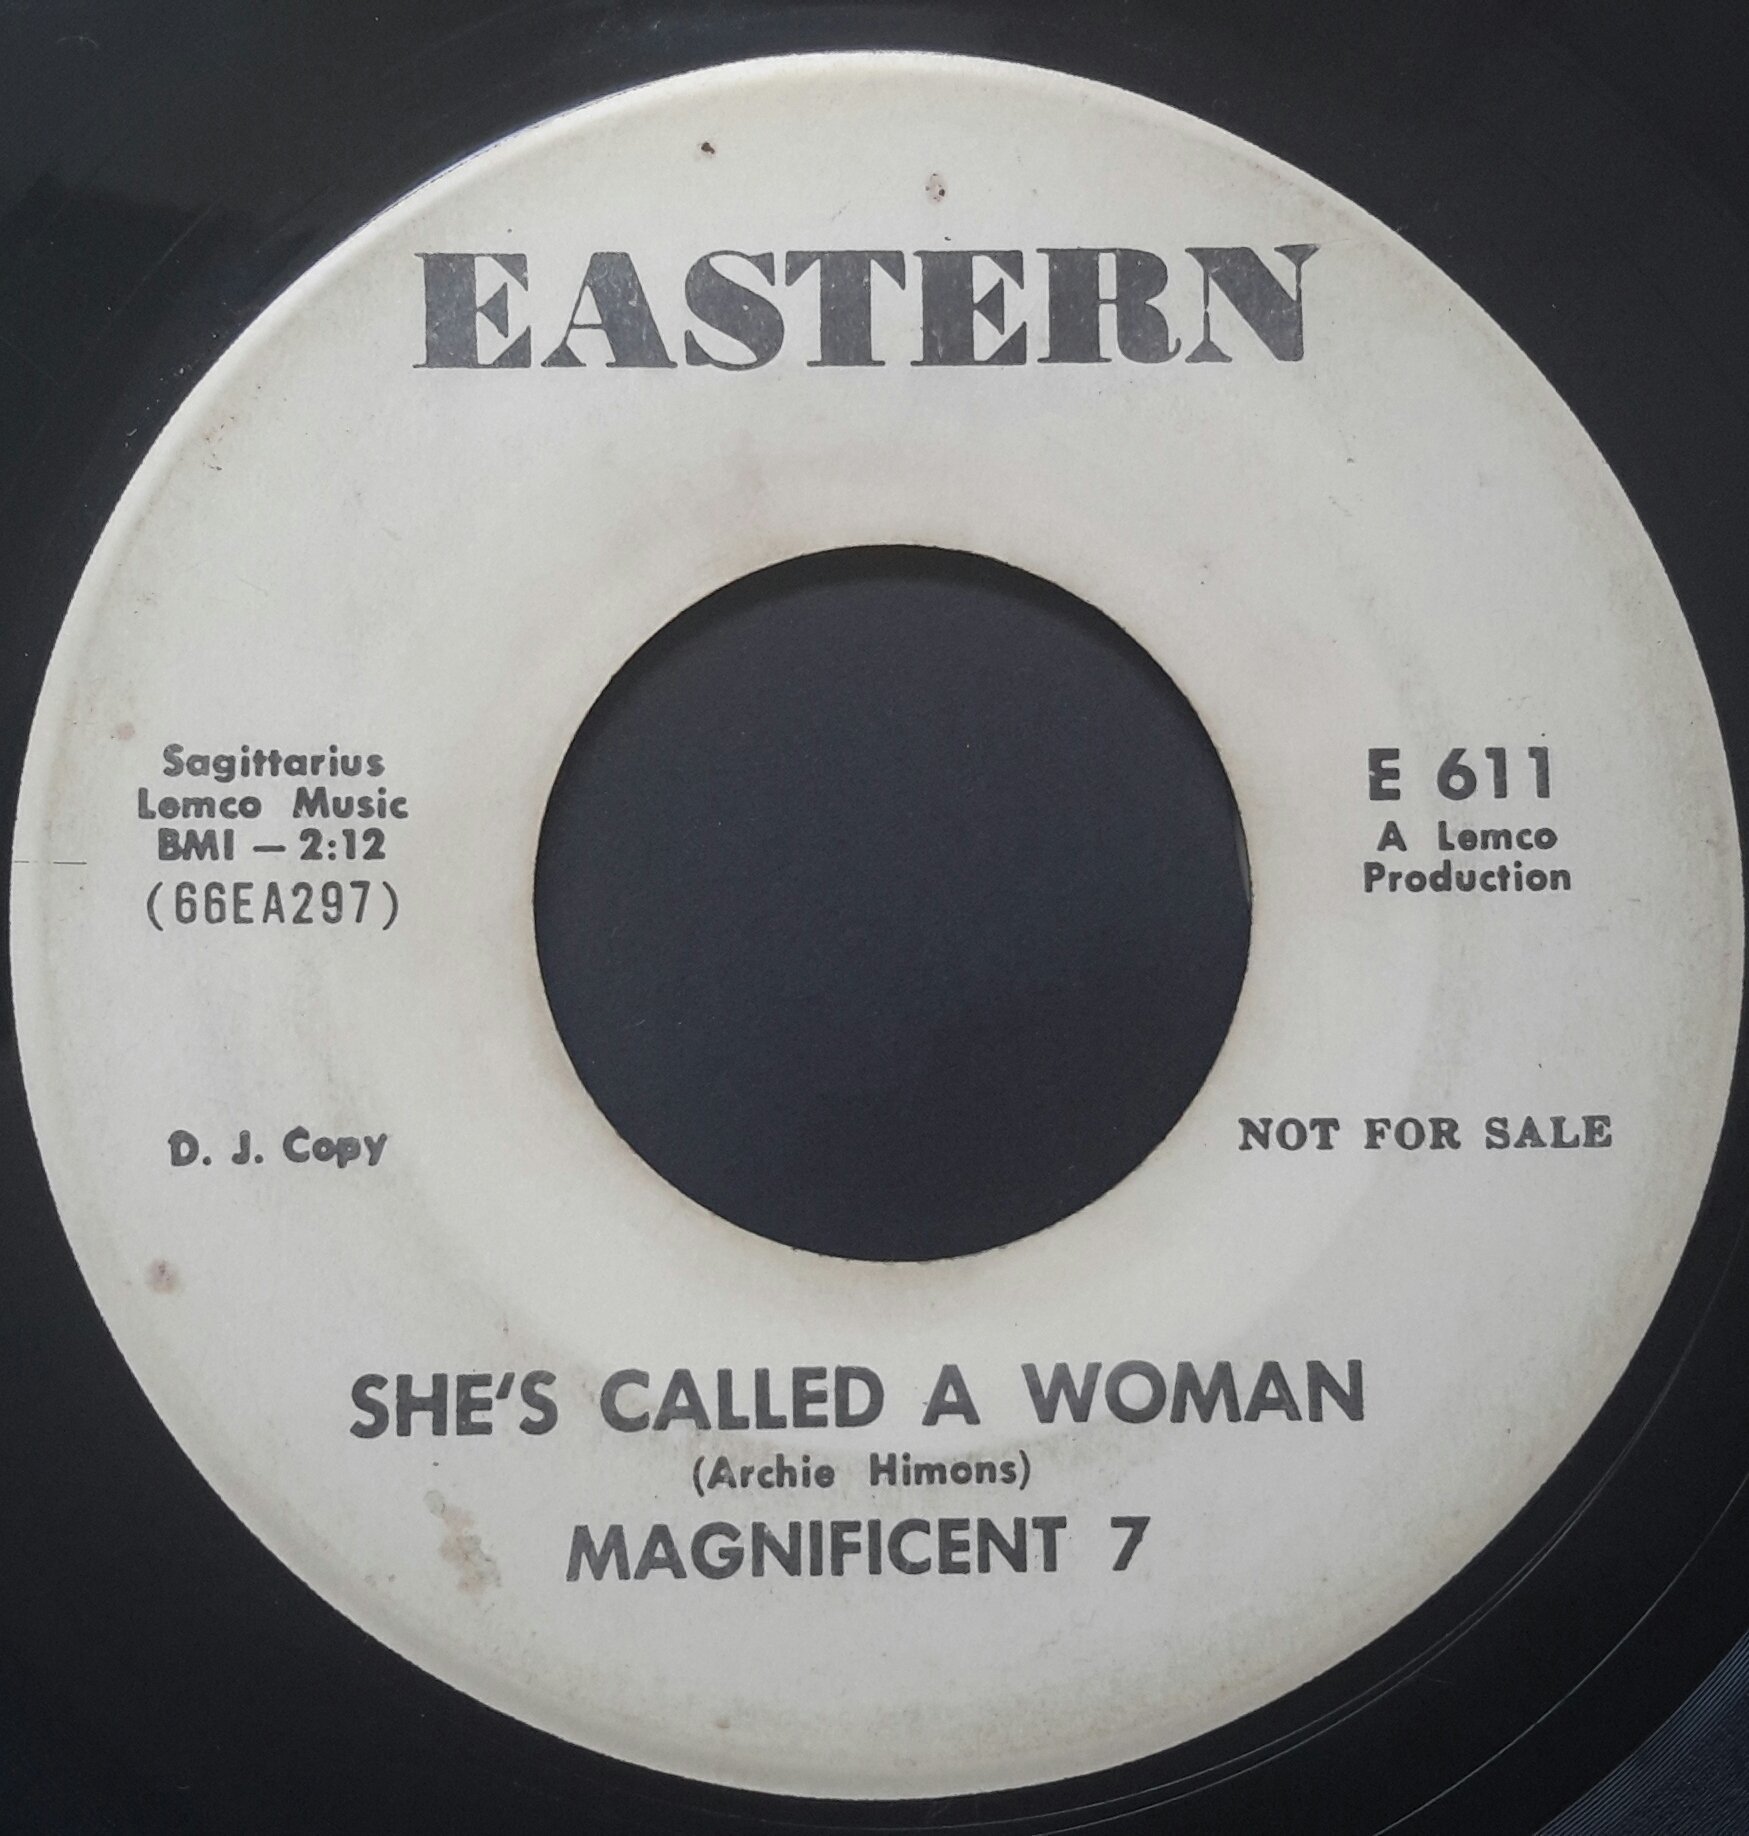 EASTERN
Sagittarius
Lemco Music
BMI — 2:12
(66EA297)
E 611
A Lemco
Production
D. J. Copy
NOT FOR SALE
SHE'S CALLED A WOMAN
(Archie Himons)
MAGNIFICENT 7